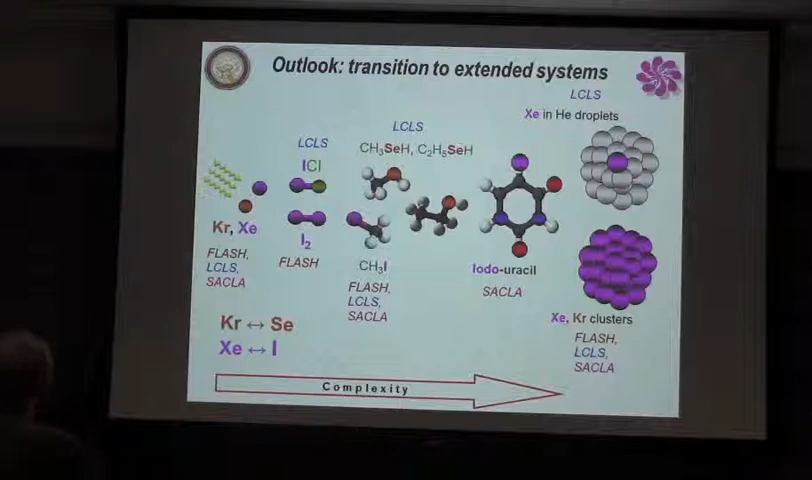 Outlook: transition to extended systems
LCLS
Xe in He droplets
LCLS
CH₃SeH, C₂H₅SeH
LCLS
ICl
Kr, Xe
FLASH,
LCLS,
SACLA
I₂
FLASH
CH₃I
FLASH,
LCLS,
SACLA
Iodo-uracil
SACLA
Xe, Kr clusters
FLASH,
LCLS,
SACLA
Kr ↔ Se
Xe ↔ I
Complexity